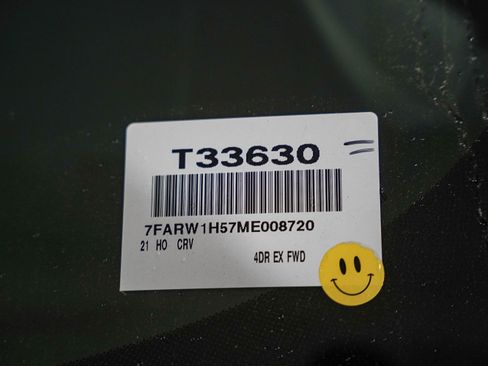 T33630
7FARW1H57ME008720
21 HO CRV
4DR EX FWD